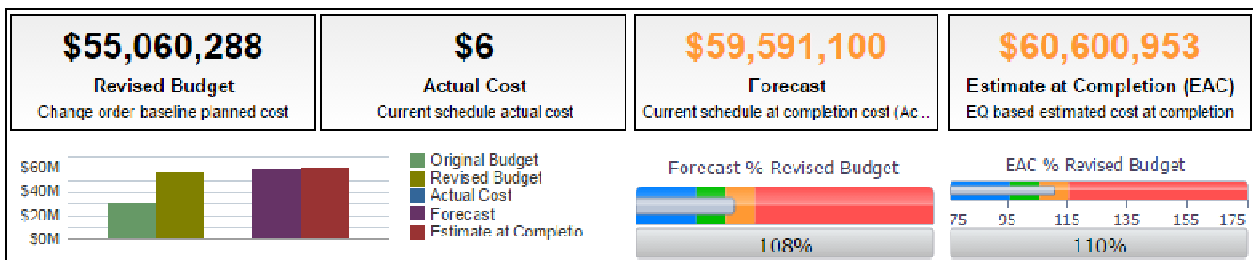 $55,060,288
Revised Budget
Change order baseline planned cost
$6
Actual Cost
Current schedule actual cost
$59,591,100
Forecast
Current schedule at completion cost (Ac...
$60,600,953
Estimate at Completion (EAC)
EQ based estimated cost at completion
$60M
$40M
$20M
$0M
Original Budget
Revised Budget
Actual Cost
Forecast
Estimate at Completio
Forecast % Revised Budget
108%
EAC % Revised Budget
75 95 115 135 155 175
110%